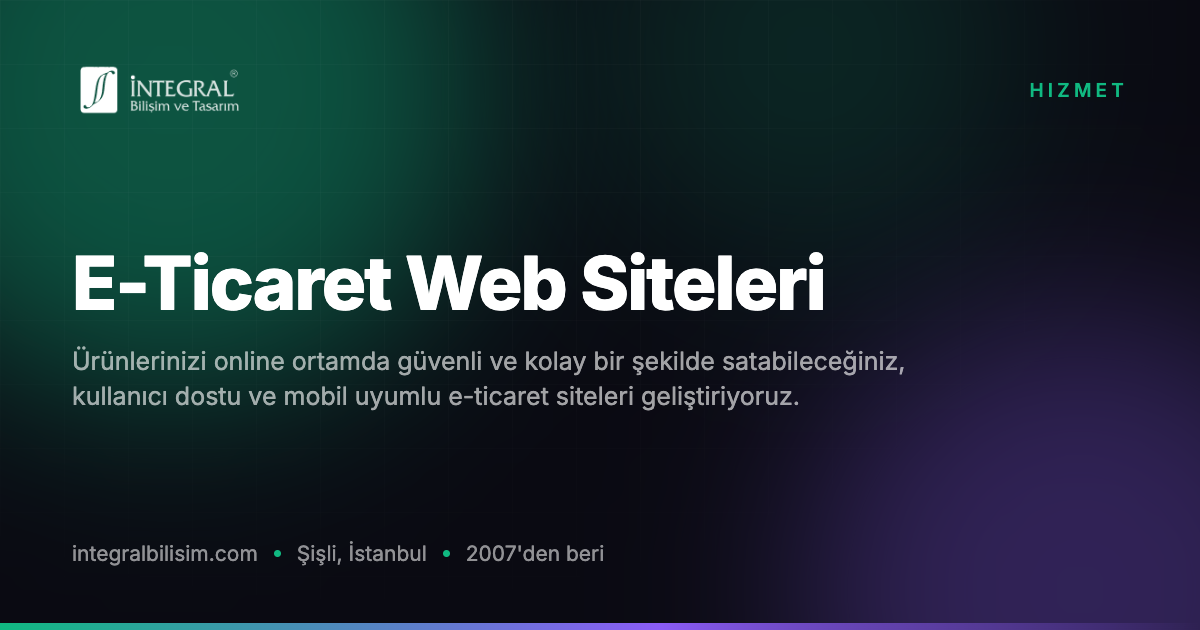 İNTEGRAL®
Bilişim ve Tasarım
HIZMET
E-Ticaret Web Siteleri
Ürünlerinizi online ortamda güvenli ve kolay bir şekilde satabileceğiniz,
kullanıcı dostu ve mobil uyumlu e-ticaret siteleri geliştiriyoruz.
integralbilisim.com • Şişli, İstanbul • 2007'den beri